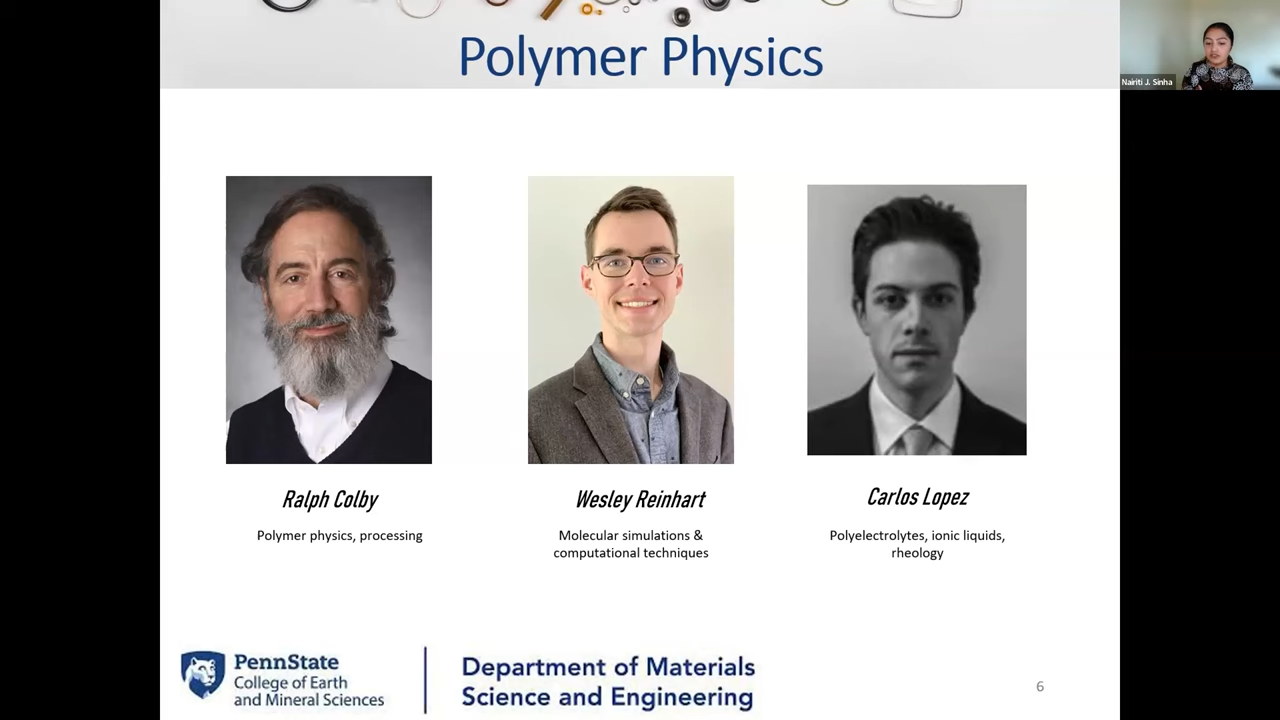 Polymer Physics
Nairiti J. Sinha
Ralph Colby
Polymer physics, processing
Wesley Reinhart
Molecular simulations &
computational techniques
Carlos Lopez
Polyelectrolytes, ionic liquids,
rheology
PennState
College of Earth
and Mineral Sciences
Department of Materials
Science and Engineering
6